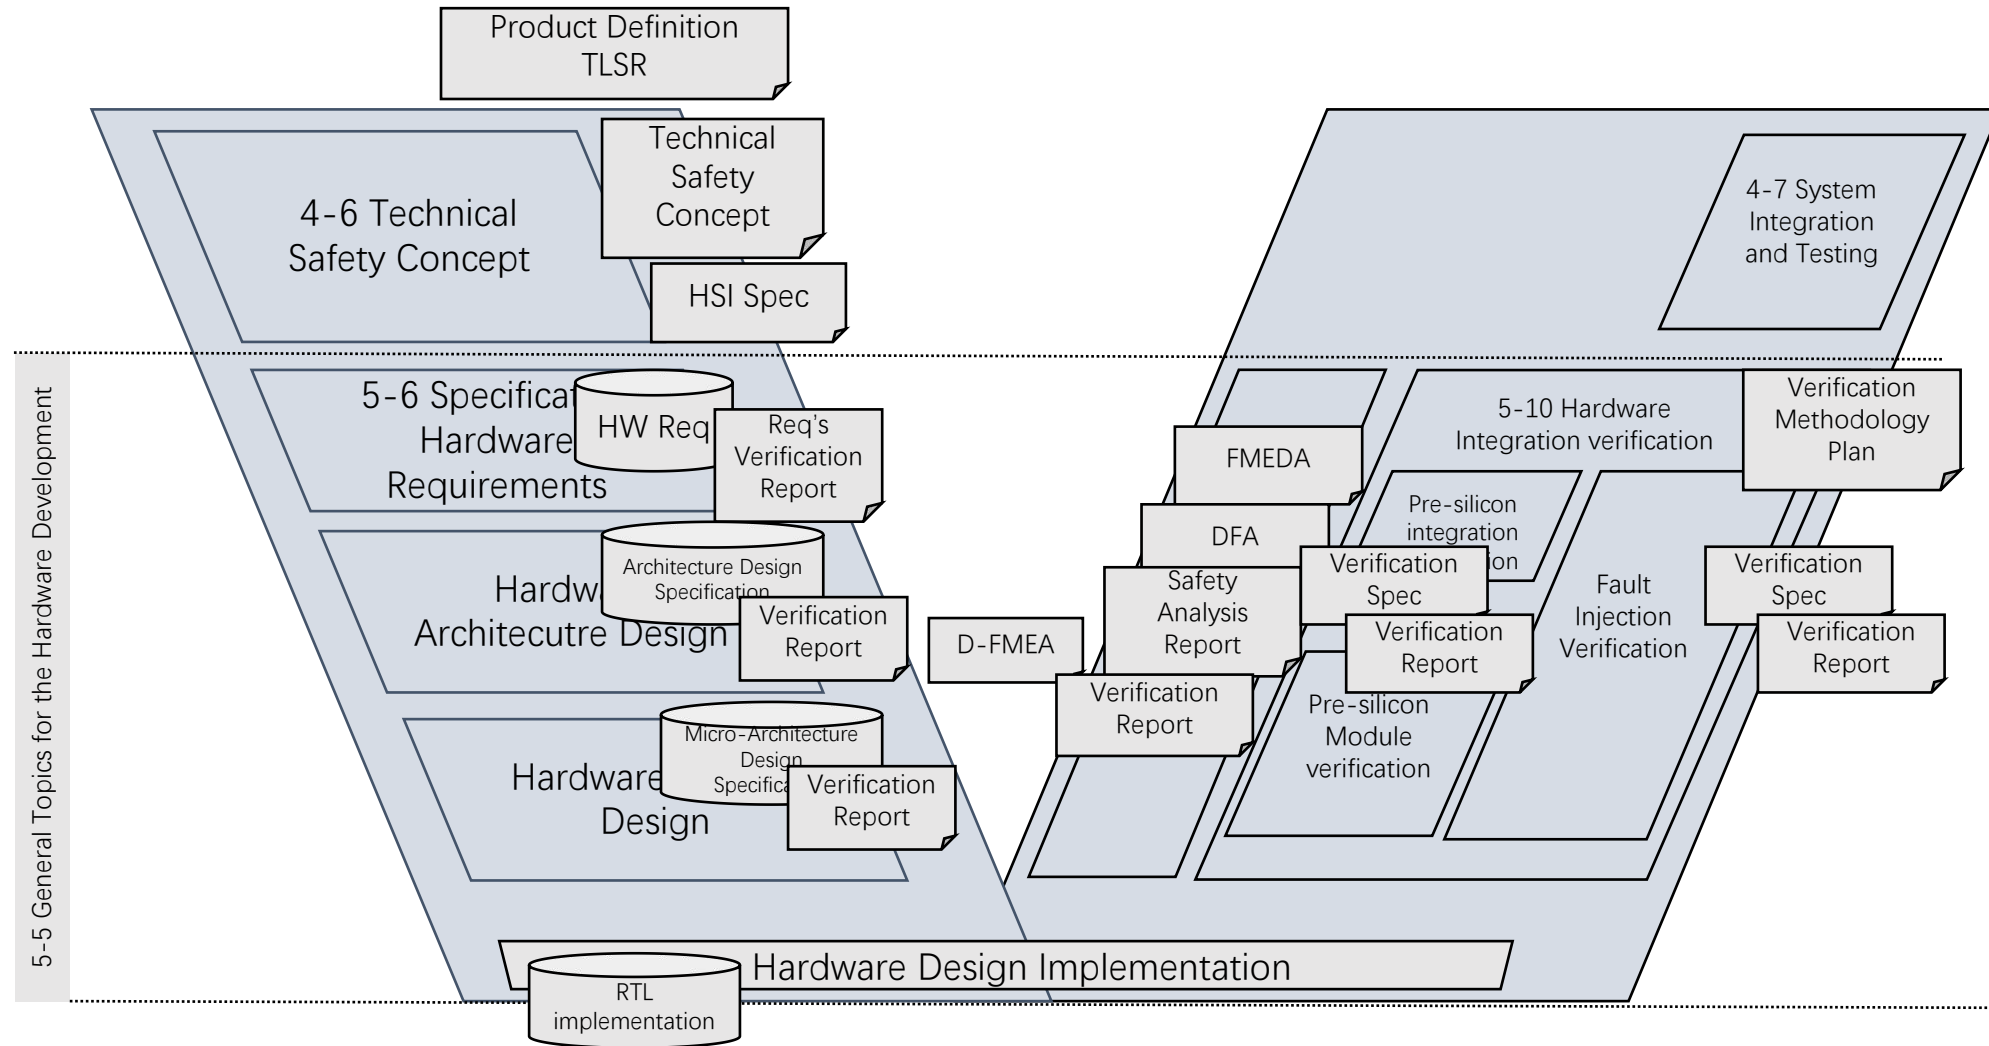 Product Definition
TLSR
4-6 Technical
Safety Concept
Technical
Safety
Concept
HSI Spec
4-7 System
Integration
and Testing
5-5 General Topics for the Hardware Development
5-6
Hardware
Requirements
HW Req
Req's
Verification
Report
Architecutre Design
Architecture Design
Specification
Verification
Report
Hardware
Design
Micro-Architecture
Design
Verification
Report
D-FMEA
FMEDA
DFA
Safety
Analysis
Report
Verification
Report
5-10 Hardware
Integration verification
Verification
Methodology
Plan
Pre-silicon
integration
Verification
Spec
Verification
Report
Pre-silicon
Module
verification
Fault
Injection
Verification
Verification
Spec
Verification
Report
Hardware Design Implementation
RTL
implementation